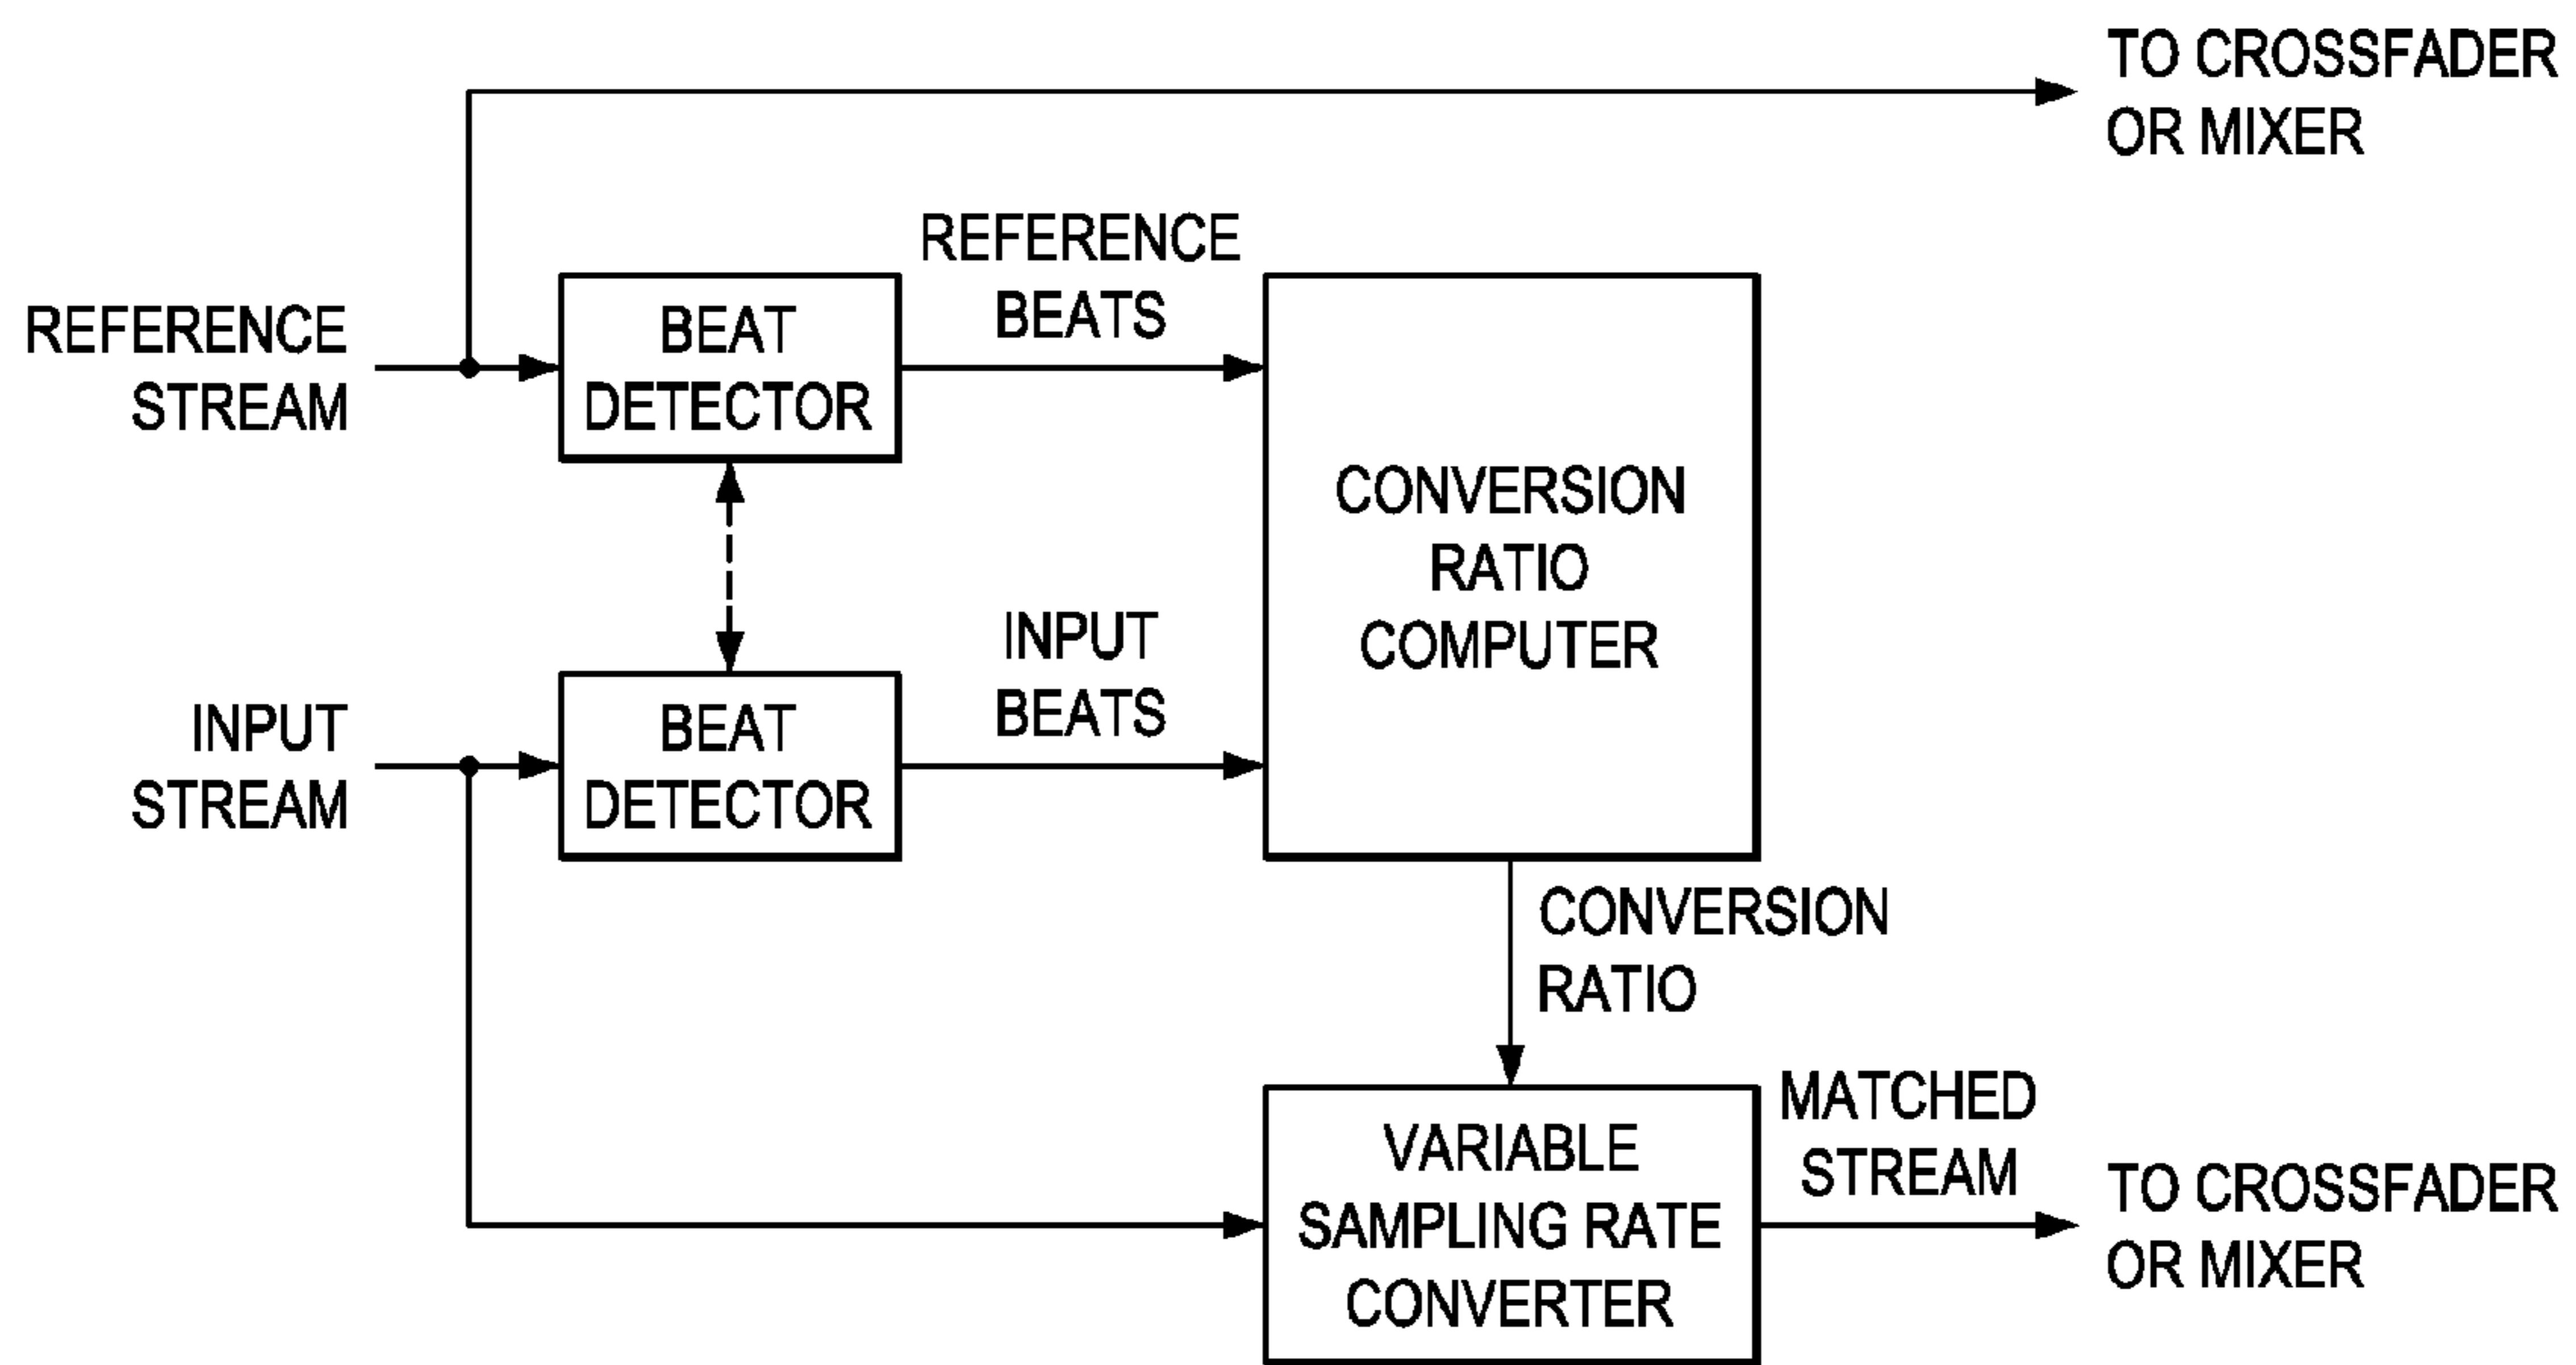 TO CROSSFADER
OR MIXER
REFERENCE
BEATS
REFERENCE
STREAM
BEAT
DETECTOR
CONVERSION
RATIO
COMPUTER
INPUT
BEATS
INPUT
STREAM
BEAT
DETECTOR
CONVERSION
RATIO
MATCHED
STREAM
VARIABLE
SAMPLING RATE
CONVERTER
TO CROSSFADER
OR MIXER